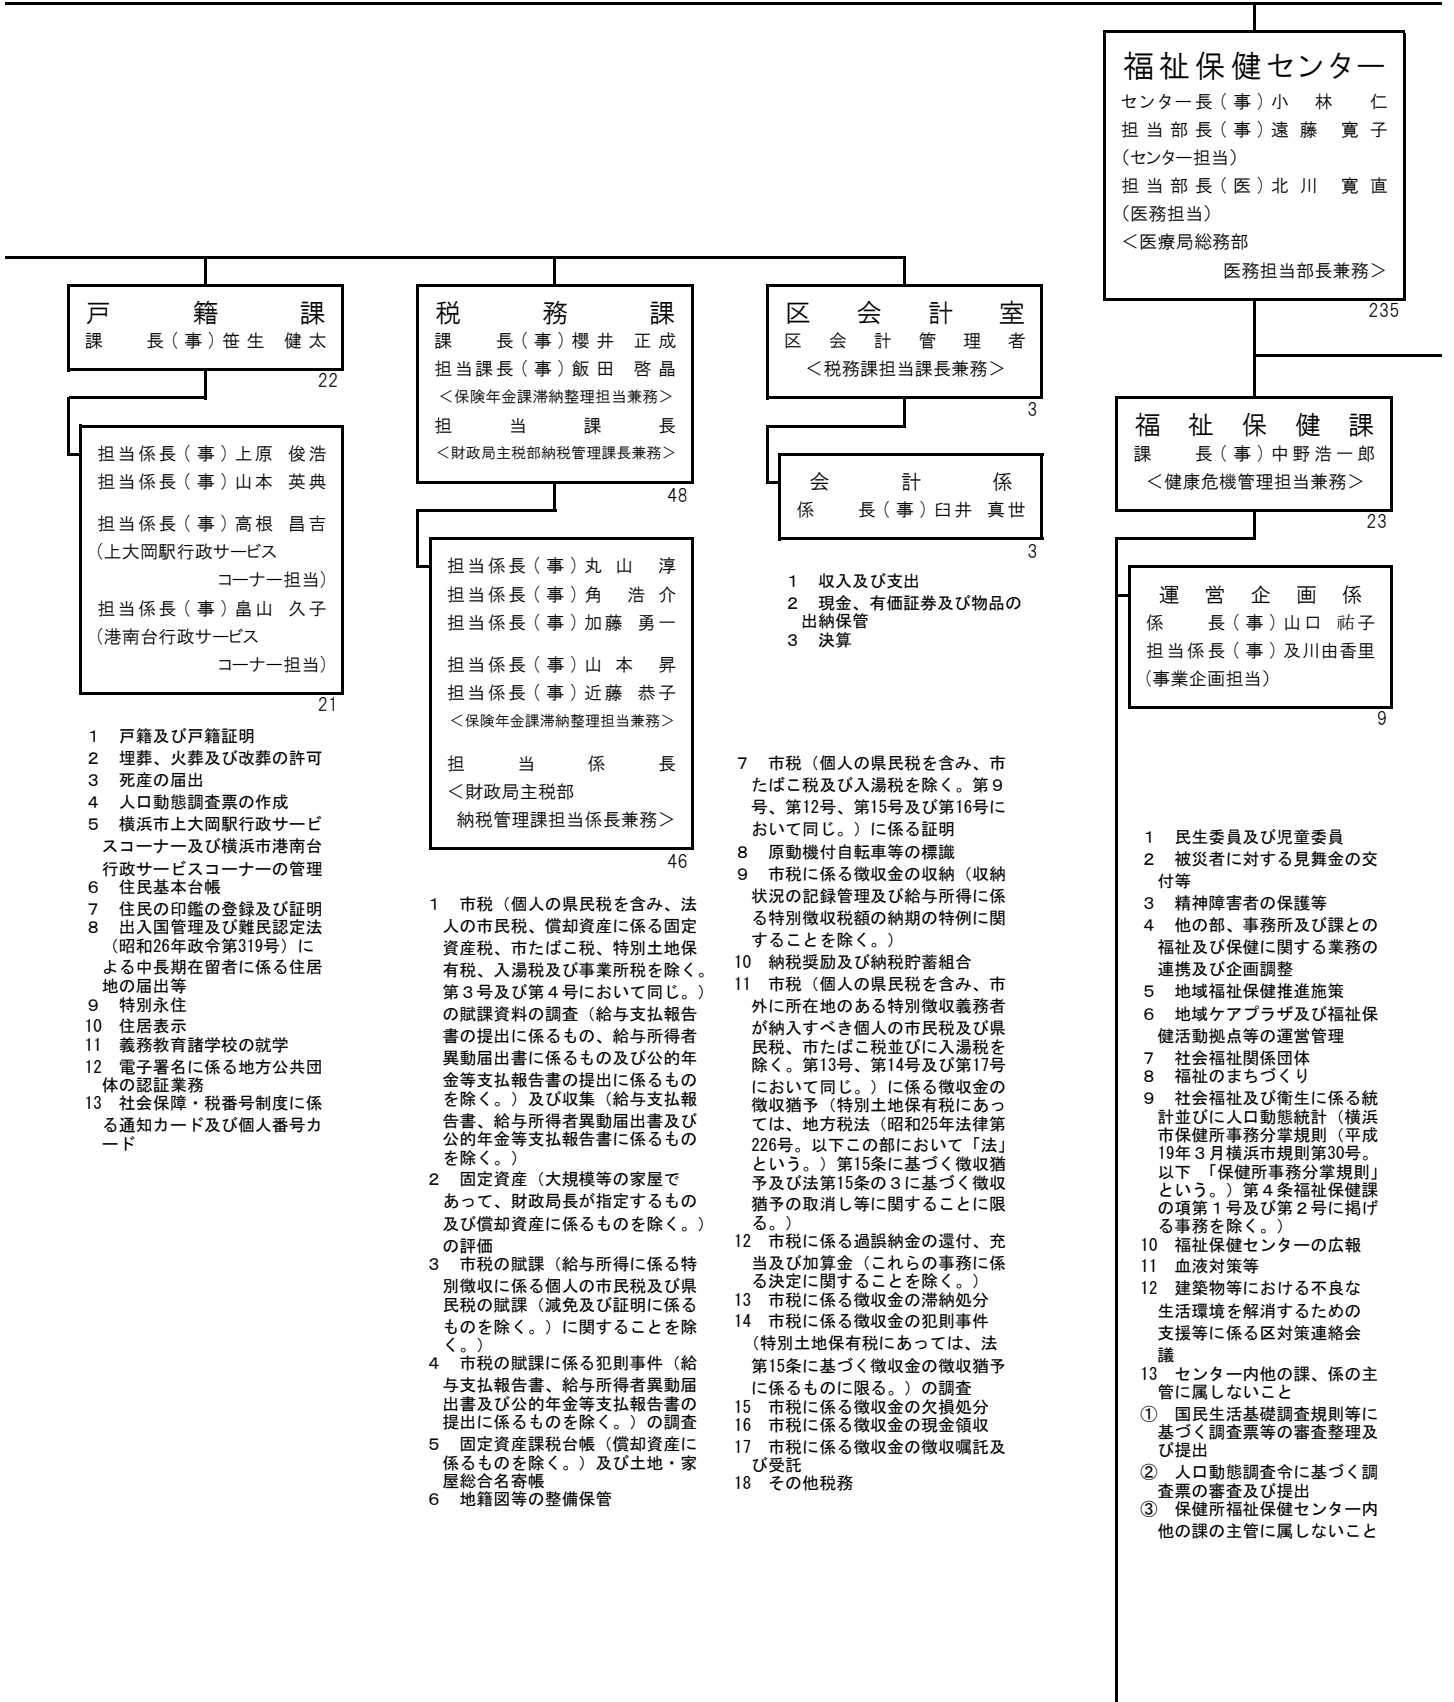 福祉保健センター
センター長（事）小　林　　仁
担当部長（事）遠藤　寛子
（センター担当）
担当部長（医）北川　寛直
（医務担当）
＜医療局総務部
医務担当部長兼務＞
235
戸籍課
課　長（事）笹生　健太
22
担当係長（事）上原　俊浩
担当係長（事）山本　英典
担当係長（事）高根　昌吉
（上大岡駅行政サービス
コーナー担当）
担当係長（事）畠山　久子
（港南台行政サービス
コーナー担当）
21
1　戸籍及び戸籍証明
2　埋葬、火葬及び改葬の許可
3　死産の届出
4　人口動態調査票の作成
5　横浜市上大岡駅行政サービ
スコーナー及び横浜市港南台
行政サービスコーナーの管理
6　住民基本台帳
7　住民の印鑑の登録及び証明
8　出入国管理及び難民認定法
（昭和26年政令第319号）に
よる中長期在留者に係る住居
地の届出等
9　特別永住
10　住居表示
11　義務教育諸学校の就学
12　電子署名に係る地方公共団
体の認証業務
13　社会保障・税番号制度に係
る通知カード及び個人番号カ
ード
税務課
課　長（事）櫻井　正成
担当課長（事）飯田　啓晶
＜保険年金課滞納整理担当兼務＞
担当課長
＜財政局主税部納税管理課長兼務＞
48
担当係長（事）丸山　淳
担当係長（事）角　浩介
担当係長（事）加藤　勇一
担当係長（事）山本　昇
担当係長（事）近藤　恭子
＜保険年金課滞納整理担当兼務＞
担当係長
＜財政局主税部
納税管理課担当係長兼務＞
46
1　市税（個人の県民税を含み、法
人の市民税、償却資産に係る固定
資産税、市たばこ税、特別土地保
有税、入湯税及び事業所税を除く。
第３号及び第４号において同じ。）
の賦課資料の調査（給与支払報告
書の提出に係るもの、給与所得者
異動届出書に係るもの及び公的年
金等支払報告書の提出に係るもの
を除く。）及び収集（給与支払報
告書、給与所得者異動届出書及び
公的年金等支払報告書に係るもの
を除く。）
2　固定資産（大規模等の家屋で
あって、財政局長が指定するもの
及び償却資産に係るものを除く。）
の評価
3　市税の賦課（給与所得に係る特
別徴収に係る個人の市民税及び県
民税の賦課（減免及び証明に係る
ものを除く。）に関することを除
く。）
4　市税の賦課に係る犯則事件（給
与支払報告書、給与所得者異動届
出書及び公的年金等支払報告書の
提出に係るものを除く。）の調査
5　固定資産課税台帳（償却資産に
係るものを除く。）及び土地・家
屋総合名寄帳
6　地籍図等の整備保管
7　市税（個人の県民税を含み、市
たばこ税及び入湯税を除く。第９
号、第12号、第15号及び第16号に
おいて同じ。）に係る証明
8　原動機付自転車等の標識
9　市税に係る徴収金の収納（収納
状況の記録管理及び給与所得に係
る特別徴収税額の納期の特例に関
することを除く。）
10　納税奨励及び納税貯蓄組合
11　市税（個人の県民税を含み、市
外に所在地のある特別徴収義務者
が納入すべき個人の市民税及び県
民税、市たばこ税並びに入湯税を
除く。第13号、第14号及び第17号
において同じ。）に係る徴収金の
徴収猶予（特別土地保有税にあっ
ては、地方税法（昭和25年法律第
226号。以下この部において「法」
という。）第15条に基づく徴収猶
予及び法第15条の３に基づく徴収
猶予の取消し等に関することに限
る。）
12　市税に係る過誤納金の還付、充
当及び加算金（これらの事務に係
る決定に関することを除く。）
13　市税に係る徴収金の滞納処分
14　市税に係る徴収金の犯則事件
（特別土地保有税にあっては、法
第15条に基づく徴収金の徴収猶予
に係るものに限る。）の調査
15　市税に係る徴収金の欠損処分
16　市税に係る徴収金の現金領収
17　市税に係る徴収金の徴収嘱託及
び受託
18　その他税務
区会計室
区会計管理者
＜税務課担当課長兼務＞
3
会計係
係　長（事）臼井　真世
3
1　収入及び支出
2　現金、有価証券及び物品の
出納保管
3　決算
福祉保健課
課　長（事）中野浩一郎
＜健康危機管理担当兼務＞
23
運営企画係
係　長（事）山口　祐子
担当係長（事）及川由香里
（事業企画担当）
9
1　民生委員及び児童委員
2　被災者に対する見舞金の交
付等
3　精神障害者の保護等
4　他の部、事務所及び課との
福祉及び保健に関する業務の
連携及び企画調整
5　地域福祉保健推進施策
6　地域ケアプラザ及び福祉保
健活動拠点等の運営管理
7　社会福祉関係団体
8　福祉のまちづくり
9　社会福祉及び衛生に係る統
計並びに人口動態統計（横浜
市保健所事務分掌規則（平成
19年３月横浜市規則第30号。
以下　「保健所事務分掌規則」
という。）第４条福祉保健課
の項第１号及び第２号に掲げ
る事務を除く。）
10　福祉保健センターの広報
11　血液対策等
12　建築物等における不良な
生活環境を解消するための
支援等に係る区対策連絡会
議
13　センター内他の課、係の主
管に属しないこと
①　国民生活基礎調査規則等に
基づく調査票等の審査整理及
び提出
②　人口動態調査令に基づく調
査票の審査及び提出
③　保健所福祉保健センター内
他の課の主管に属しないこと